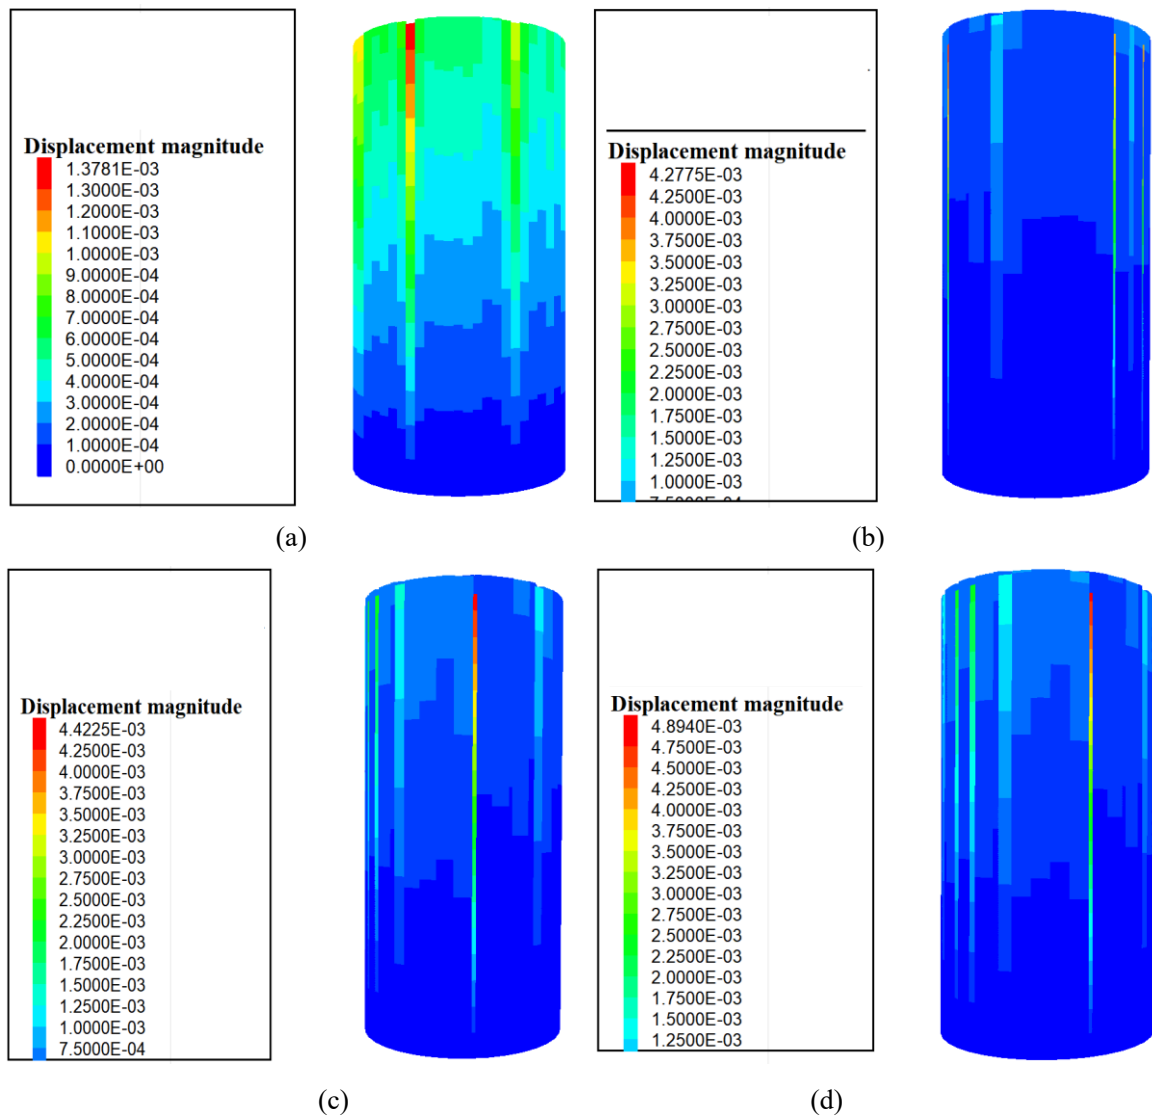 Displacement magnitude
1.3781E-03
1.3000E-03
1.2000E-03
1.1000E-03
1.0000E-03
9.0000E-04
8.0000E-04
7.0000E-04
6.0000E-04
5.0000E-04
4.0000E-04
3.0000E-04
2.0000E-04
1.0000E-04
0.0000E+00
(a)
Displacement magnitude
4.2775E-03
4.2500E-03
4.0000E-03
3.7500E-03
3.5000E-03
3.2500E-03
3.0000E-03
2.7500E-03
2.5000E-03
2.2500E-03
2.0000E-03
1.7500E-03
1.5000E-03
1.2500E-03
1.0000E-03
(b)
Displacement magnitude
4.4225E-03
4.2500E-03
4.0000E-03
3.7500E-03
3.5000E-03
3.2500E-03
3.0000E-03
2.7500E-03
2.5000E-03
2.2500E-03
2.0000E-03
1.7500E-03
1.5000E-03
1.2500E-03
1.0000E-03
7.5000E-04
(c)
Displacement magnitude
4.8940E-03
4.7500E-03
4.5000E-03
4.2500E-03
4.0000E-03
3.7500E-03
3.5000E-03
3.2500E-03
3.0000E-03
2.7500E-03
2.5000E-03
2.2500E-03
2.0000E-03
1.7500E-03
1.5000E-03
1.2500E-03
(d)